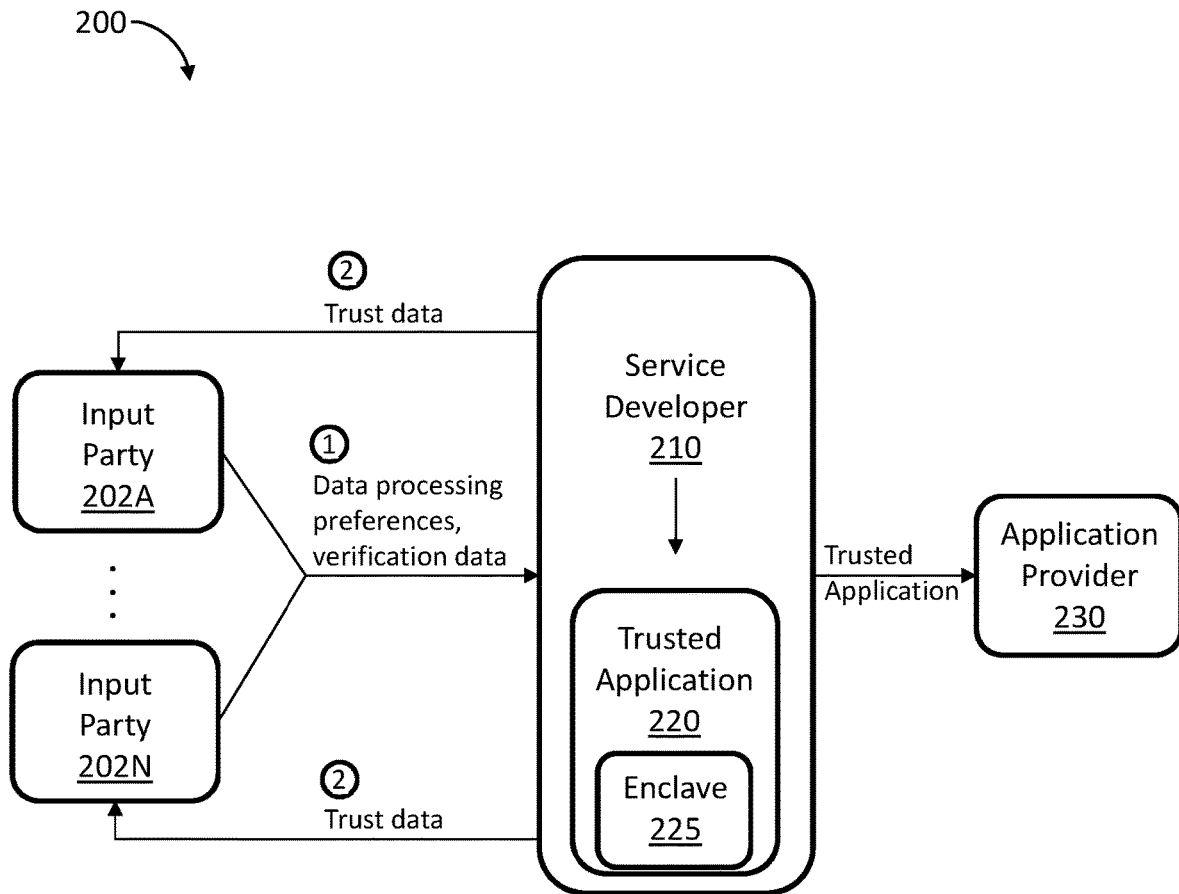 200
2
Trust data
Input
Party
202A
1
Data processing
preferences,
verification data
Input
Party
202N
2
Trust data
Service
Developer
210
Trusted
Application
220
Enclave
225
Trusted
Application
Application
Provider
230